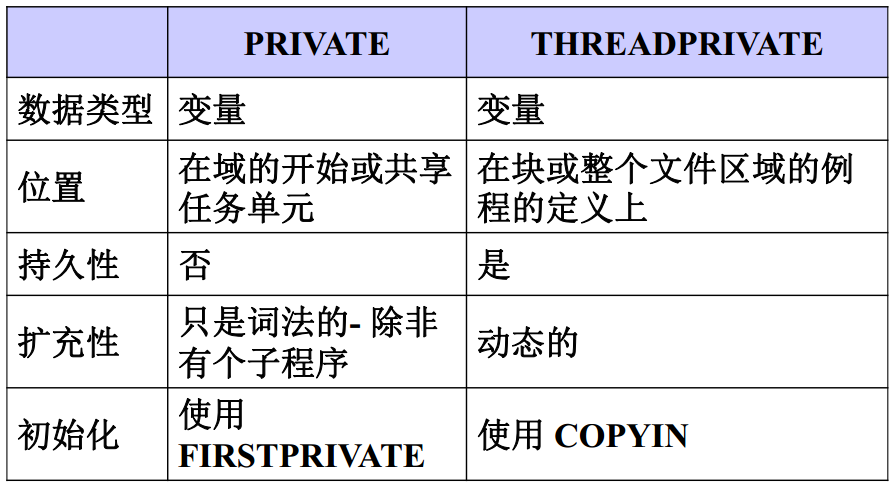 PRIVATE THREADPRIVATE
数据类型 变量 变量
位置 在域的开始或共享 在块或整个文件区域的例
任务单元 程的定义上
持久性 否 是
扩充性 只是词法的- 除非 动态的
有个子程序
初始化 使用 使用 COPYIN
FIRSTPRIVATE